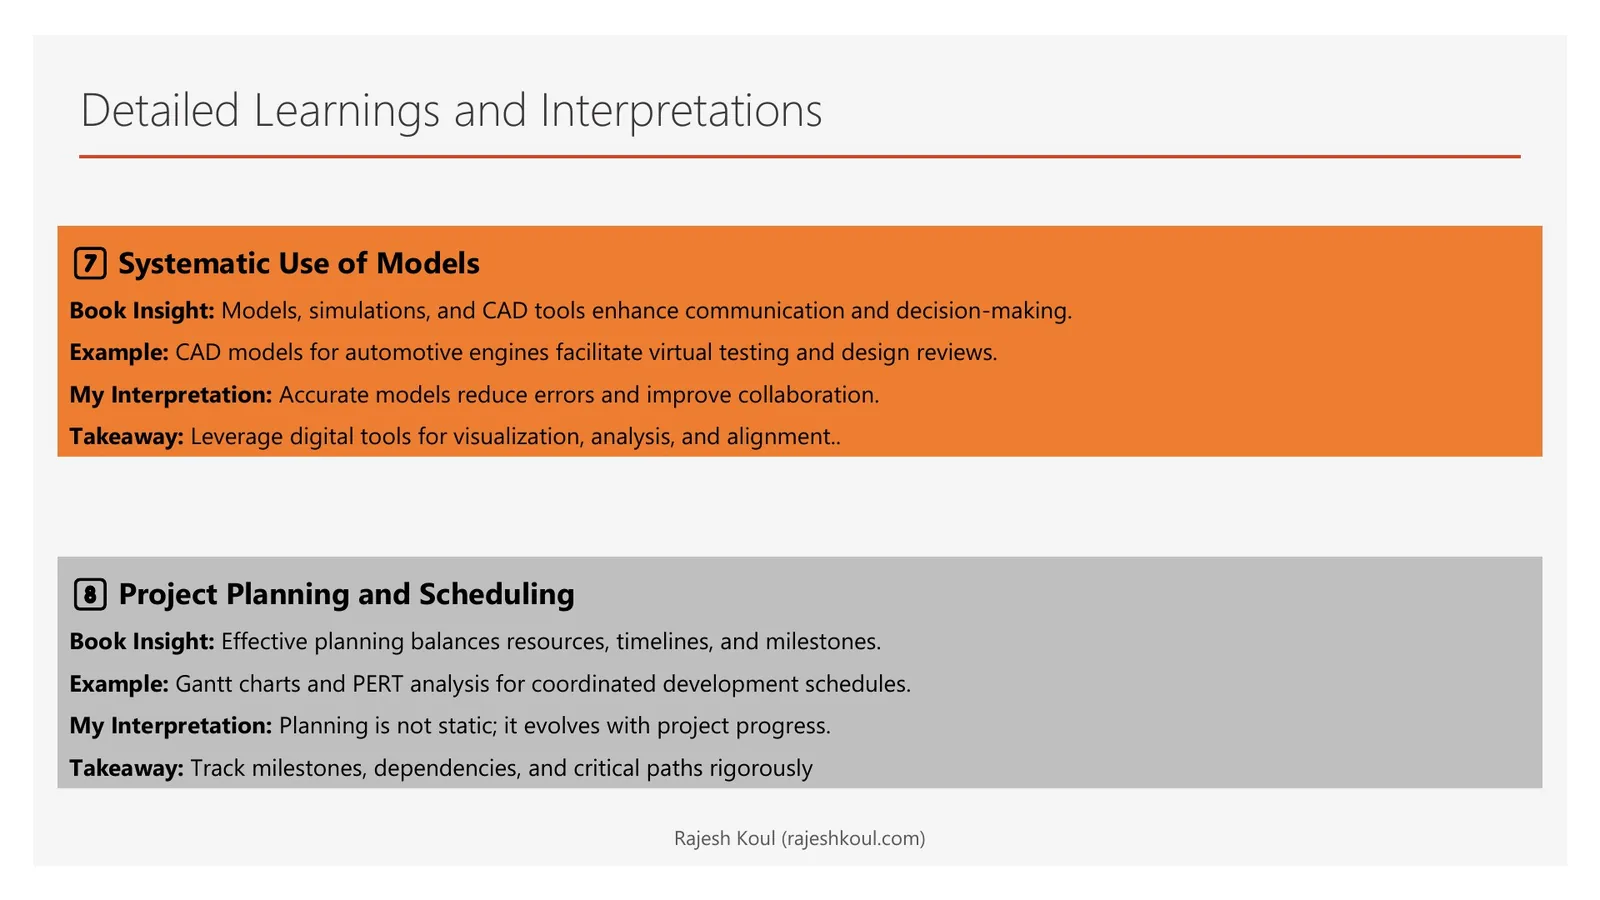 Detailed Learnings and Interpretations
7 Systematic Use of Models
Book Insight: Models, simulations, and CAD tools enhance communication and decision-making.
Example: CAD models for automotive engines facilitate virtual testing and design reviews.
My Interpretation: Accurate models reduce errors and improve collaboration.
Takeaway: Leverage digital tools for visualization, analysis, and alignment..
8 Project Planning and Scheduling
Book Insight: Effective planning balances resources, timelines, and milestones.
Example: Gantt charts and PERT analysis for coordinated development schedules.
My Interpretation: Planning is not static; it evolves with project progress.
Takeaway: Track milestones, dependencies, and critical paths rigorously
Rajesh Koul (rajeshkoul.com)